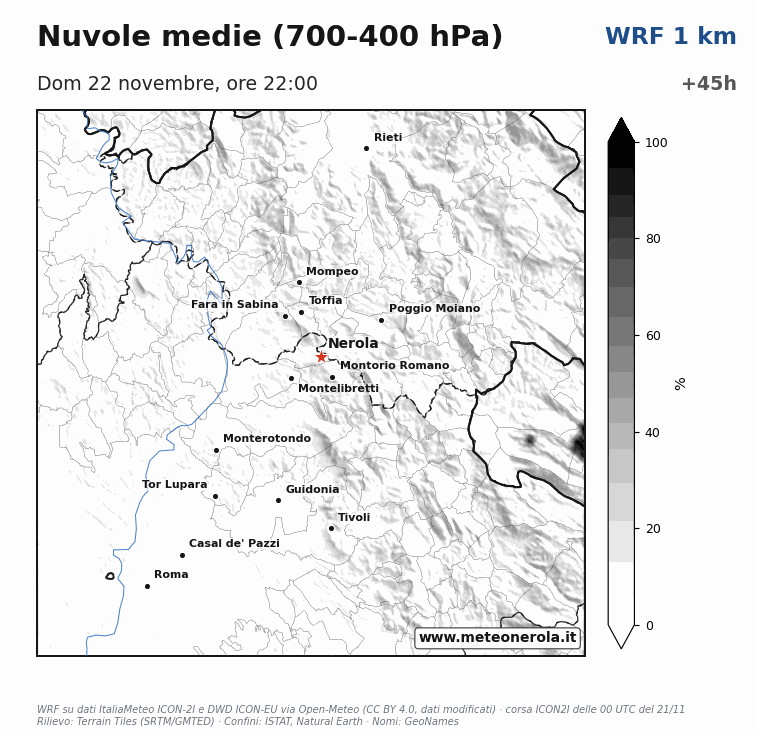 Nuvole medie (700-400 hPa)
WRF 1 km
Dom 22 novembre, ore 22:00
+45h
Rieti
Mompeo
Fara in Sabina
Toffia
Poggio Moiano
Nerola
Montorio Romano
Montelibretti
Monterotondo
Tor Lupara
Guidonia
Tivoli
Casal de' Pazzi
Roma
www.meteonerola.it
100
80
60
40
20
0
%
WRF su dati ItaliaMeteo ICON-2I e DWD ICON-EU via Open-Meteo (CC BY 4.0, dati modificati) · corsa ICON2I delle 00 UTC del 21/11
Rilievo: Terrain Tiles (SRTM/GMTED) · Confini: ISTAT, Natural Earth · Nomi: GeoNames